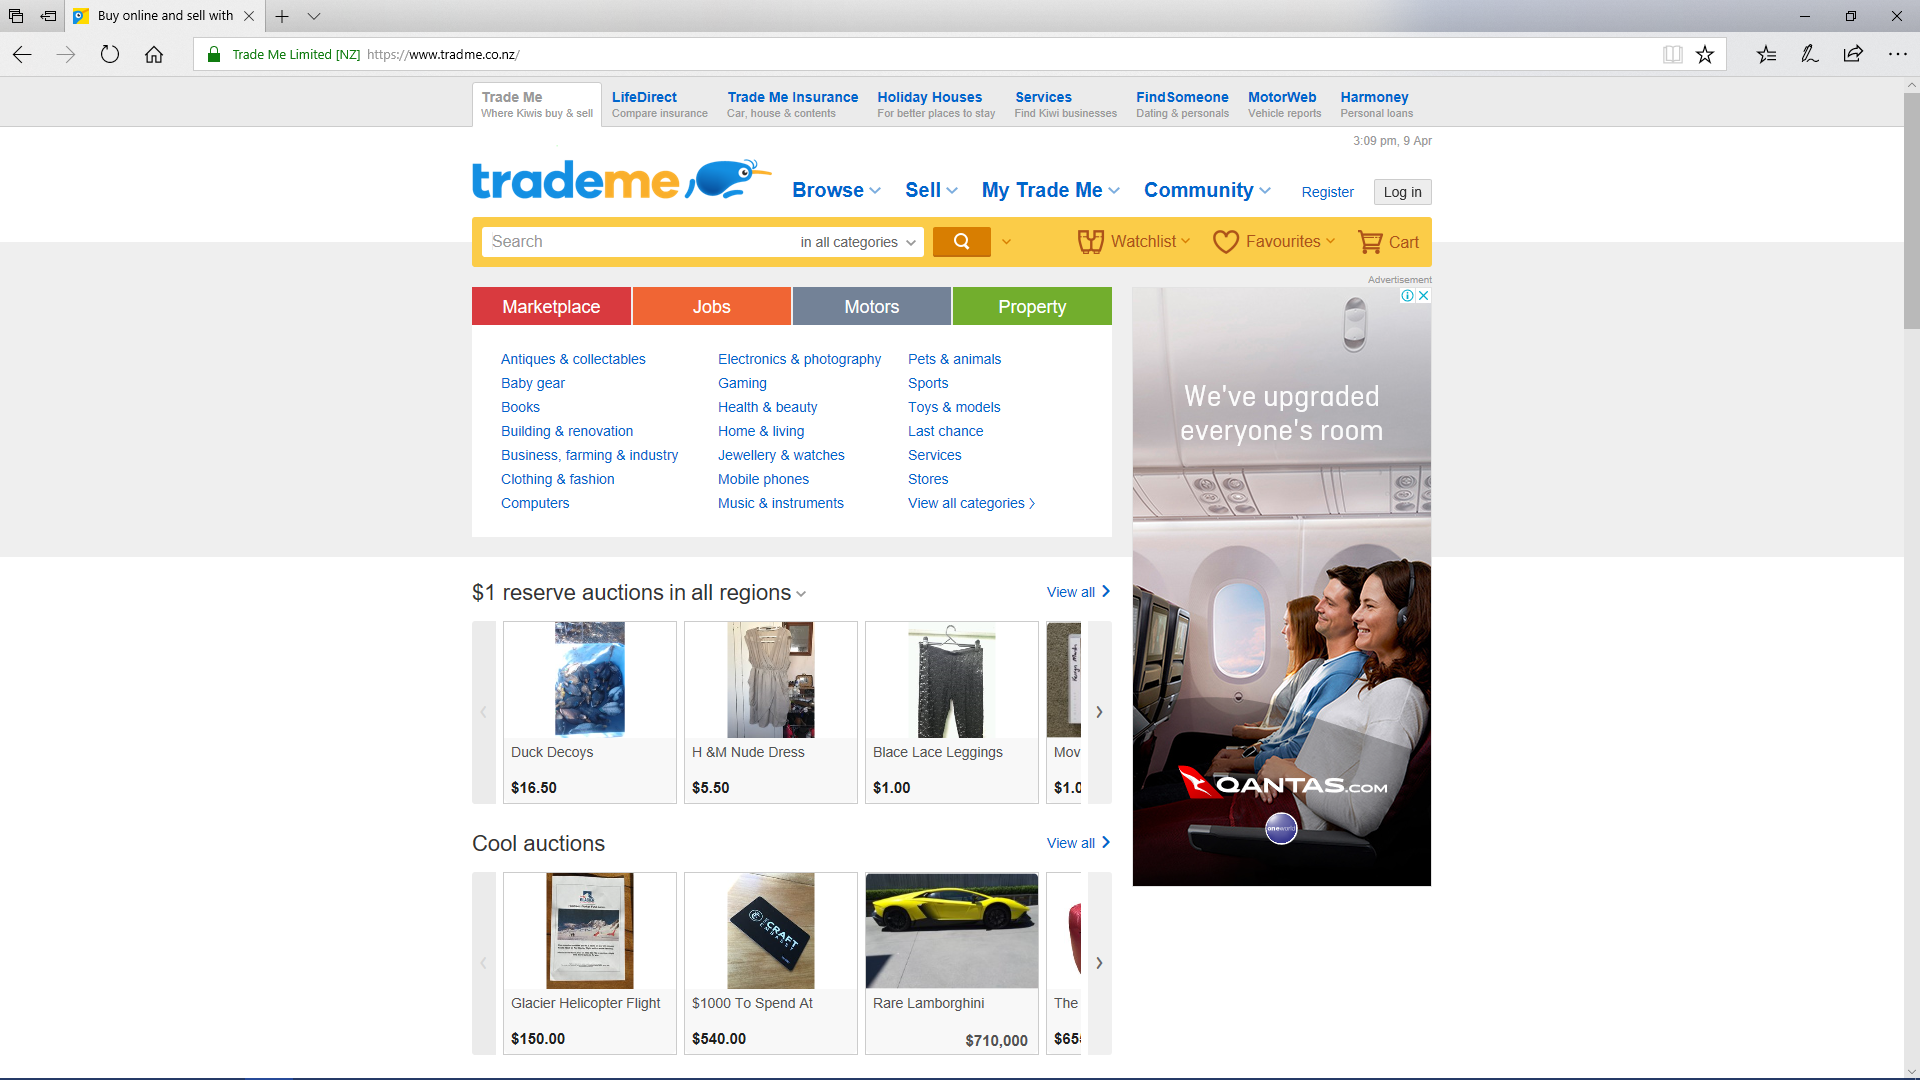 Buy online and sell with
Trade Me Limited [NZ] https://www.tradme.co.nz/
Trade Me
Where Kiwis buy & sell
LifeDirect
Compare insurance
Trade Me Insurance
Car, house & contents
Holiday Houses
For better places to stay
Services
Find Kiwi businesses
FindSomeone
Dating & personals
MotorWeb
Vehicle reports
Harmoney
Personal loans
3:09 pm, 9 Apr
trademe
Browse Sell My Trade Me Community Register Log in
Search in all categories Watchlist Favourites Cart
Advertisement
Marketplace Jobs Motors Property
Antiques & collectables
Baby gear
Books
Building & renovation
Business, farming & industry
Clothing & fashion
Computers
Electronics & photography
Gaming
Health & beauty
Home & living
Jewellery & watches
Mobile phones
Music & instruments
Pets & animals
Sports
Toys & models
Last chance
Services
Stores
View all categories
We've upgraded
everyone's room
QANTAS.COM
oneworld
$1 reserve auctions in all regions View all
Duck Decoys
$16.50
H &M Nude Dress
$5.50
Blace Lace Leggings
$1.00
Mov
$1.0
Cool auctions View all
CRAFT
EMBASSY
Glacier Helicopter Flight
$150.00
$1000 To Spend At
$540.00
Rare Lamborghini
$710,000
The
$65